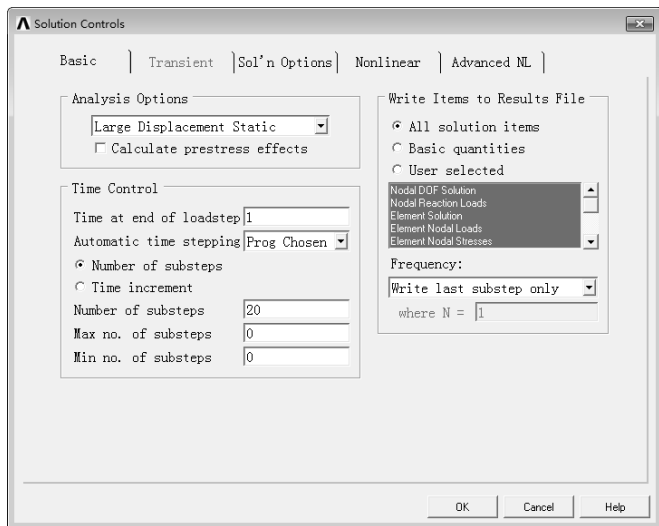 Solution Controls
Basic
Transient
Sol'n Options
Nonlinear
Advanced NL
Analysis Options
Large Displacement Static
Calculate prestress effects
Time Control
Time at end of loadstep 1
Automatic time stepping Prog Chosen
Number of substeps
Time increment
Number of substeps 20
Max no. of substeps 0
Min no. of substeps 0
Write Items to Results File
All solution items
Basic quantities
User selected
Nodal DOF Solution
Nodal Reaction Loads
Element Solution
Element Nodal Loads
Element Nodal Stresses
Frequency:
Write last substep only
where N = 1
OK
Cancel
Help